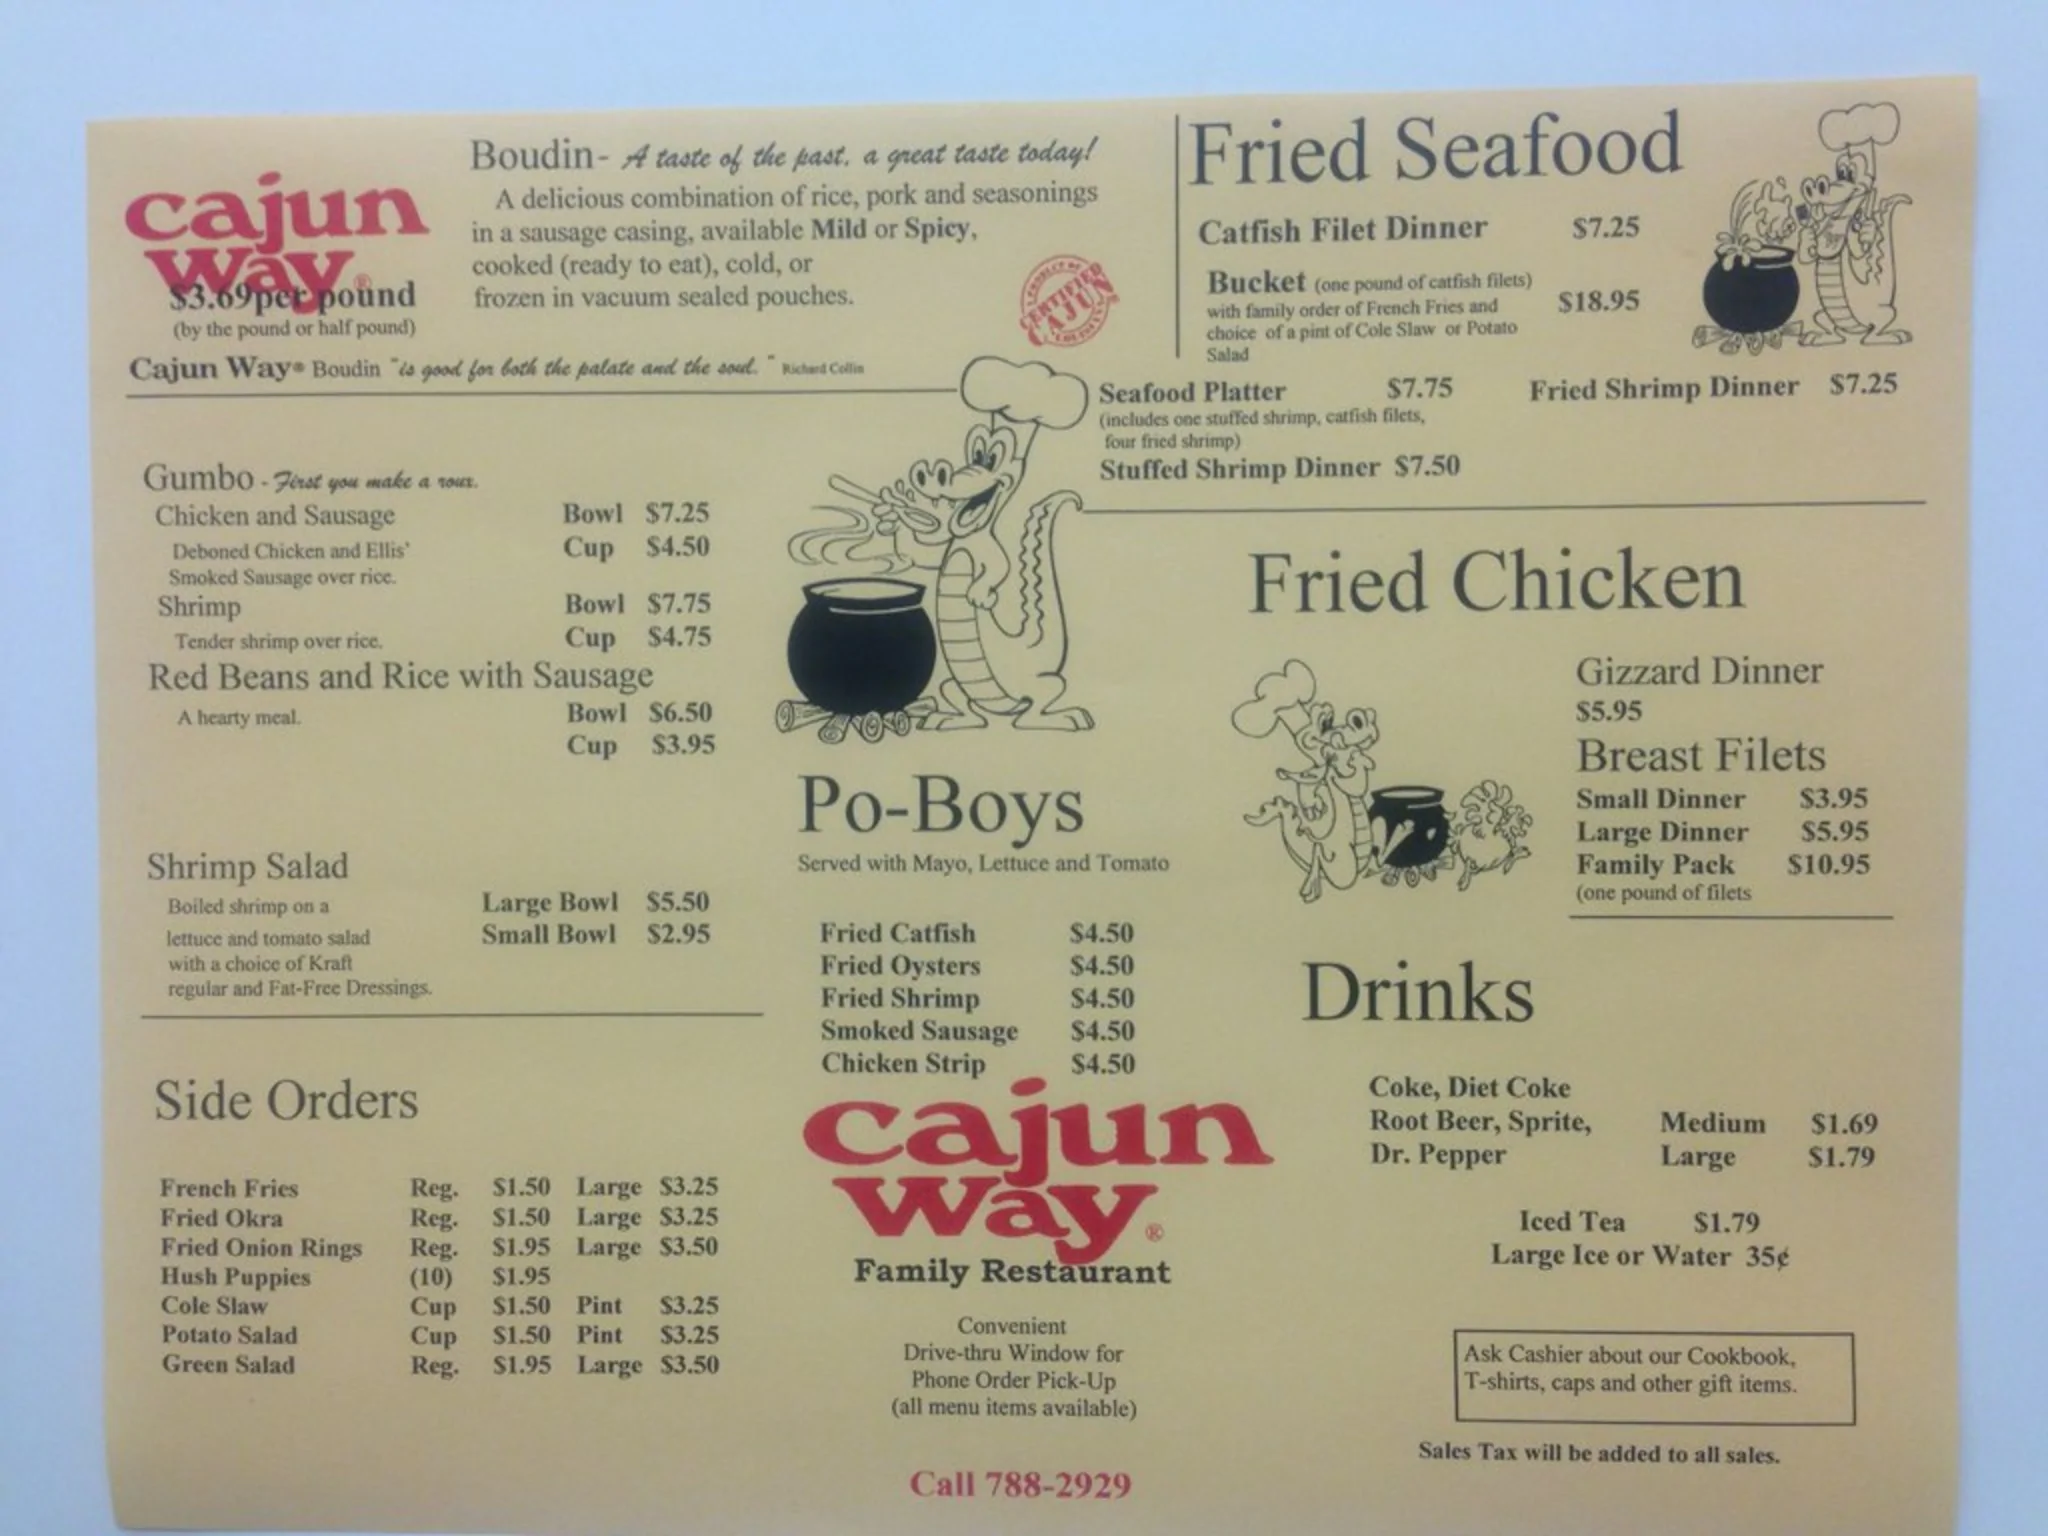 Cajun
Way®
$3.69per pound
(by the pound or half pound)
Boudin- A taste of the past, a great taste today!
A delicious combination of rice, pork and seasonings
in a sausage casing, available Mild or Spicy,
cooked (ready to eat), cold, or
frozen in vacuum sealed pouches.
CERTIFIED
CAJUN
Cajun Way® Boudin "is good for both the palate and the soul." Richard Collin
Gumbo - First you make a roux.
Chicken and Sausage Bowl $7.25
Deboned Chicken and Ellis' Cup $4.50
Smoked Sausage over rice.
Shrimp Bowl $7.75
Tender shrimp over rice. Cup $4.75
Red Beans and Rice with Sausage
A hearty meal. Bowl $6.50
Cup $3.95
Shrimp Salad
Boiled shrimp on a Large Bowl $5.50
lettuce and tomato salad Small Bowl $2.95
with a choice of Kraft
regular and Fat-Free Dressings.
Side Orders
French Fries Reg. $1.50 Large $3.25
Fried Okra Reg. $1.50 Large $3.25
Fried Onion Rings Reg. $1.95 Large $3.50
Hush Puppies (10) $1.95
Cole Slaw Cup $1.50 Pint $3.25
Potato Salad Cup $1.50 Pint $3.25
Green Salad Reg. $1.95 Large $3.50
Po-Boys
Served with Mayo, Lettuce and Tomato
Fried Catfish $4.50
Fried Oysters $4.50
Fried Shrimp $4.50
Smoked Sausage $4.50
Chicken Strip $4.50
Cajun
Way®
Family Restaurant
Convenient
Drive-thru Window for
Phone Order Pick-Up
(all menu items available)
Call 788-2929
Fried Seafood
Catfish Filet Dinner $7.25
Bucket (one pound of catfish filets)
with family order of French Fries and $18.95
choice of a pint of Cole Slaw or Potato
Salad
Seafood Platter $7.75 Fried Shrimp Dinner $7.25
(includes one stuffed shrimp, catfish filets,
four fried shrimp)
Stuffed Shrimp Dinner $7.50
Fried Chicken
Gizzard Dinner
$5.95
Breast Filets
Small Dinner $3.95
Large Dinner $5.95
Family Pack $10.95
(one pound of filets
Drinks
Coke, Diet Coke
Root Beer, Sprite, Medium $1.69
Dr. Pepper Large $1.79
Iced Tea $1.79
Large Ice or Water 35¢
Ask Cashier about our Cookbook,
T-shirts, caps and other gift items.
Sales Tax will be added to all sales.